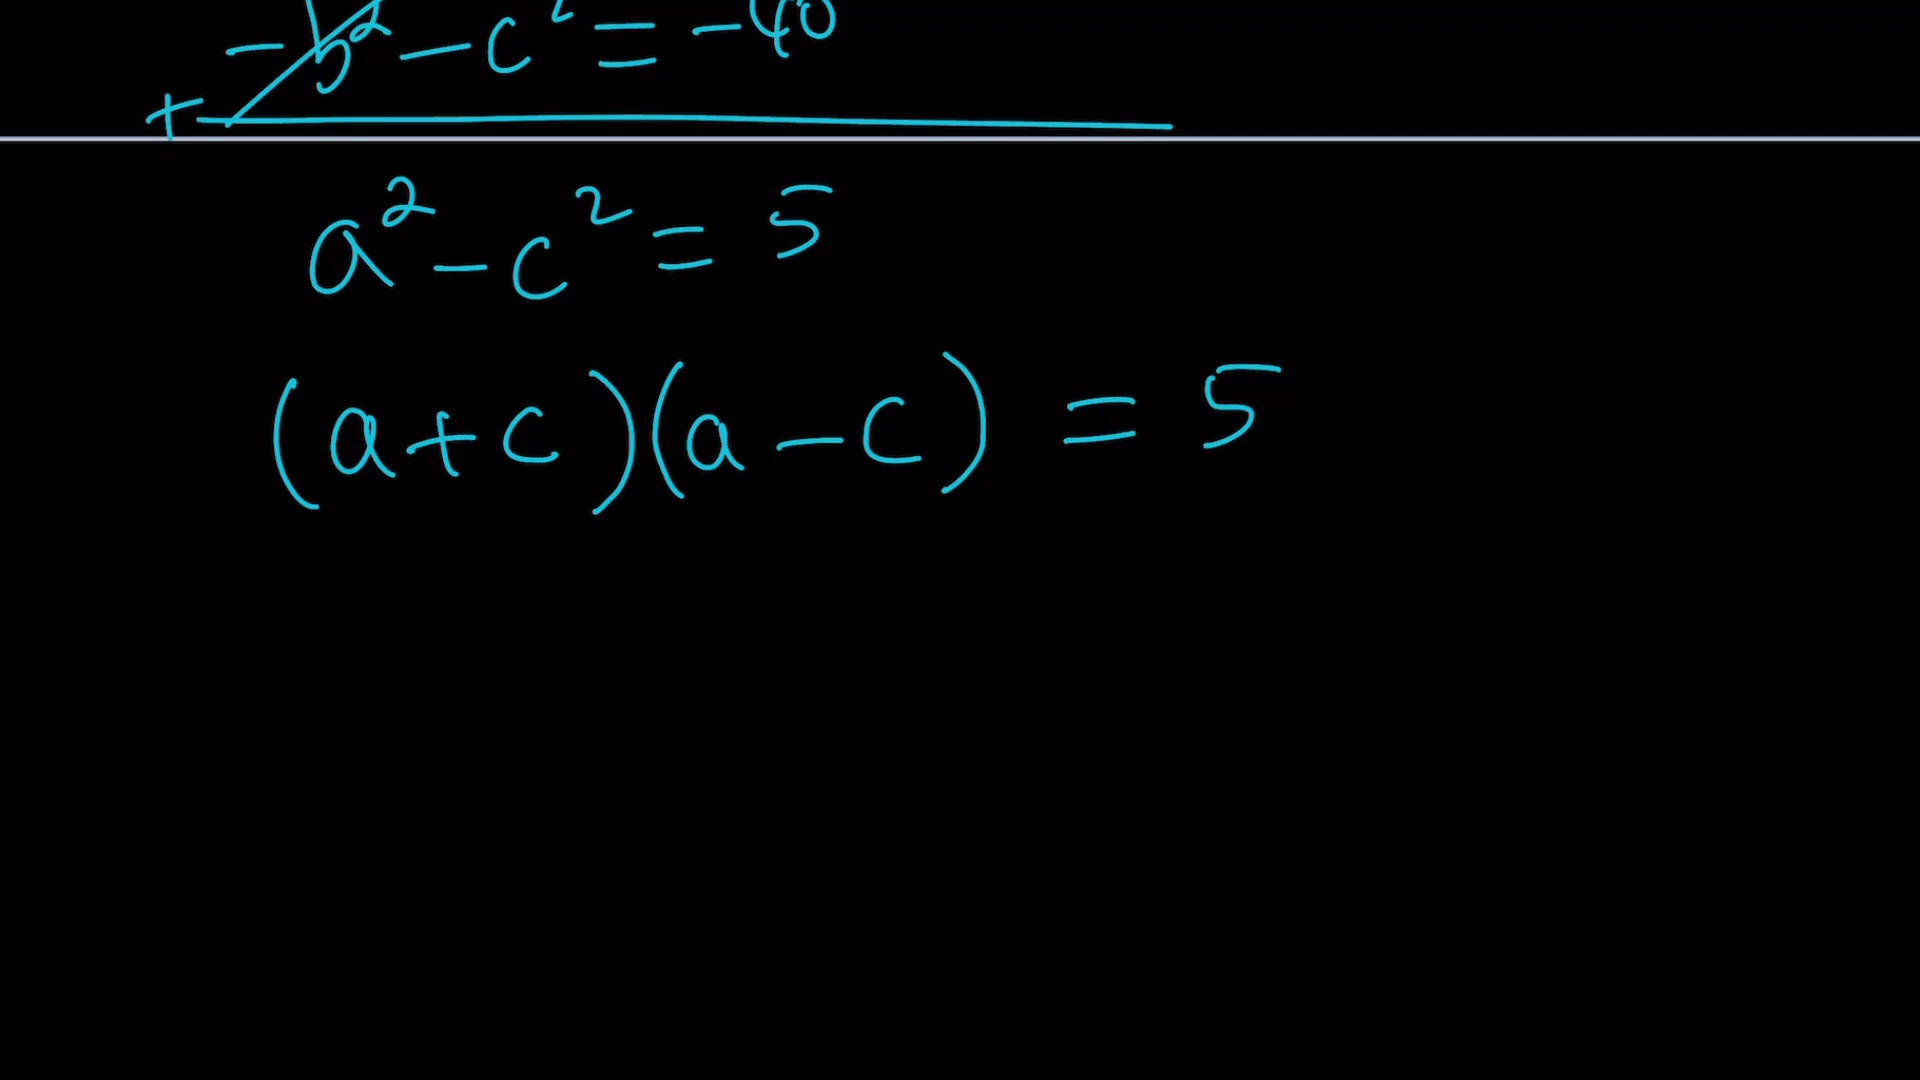 - b² - c² = - 40
+
a² - c² = 5
(a + c)(a - c) = 5